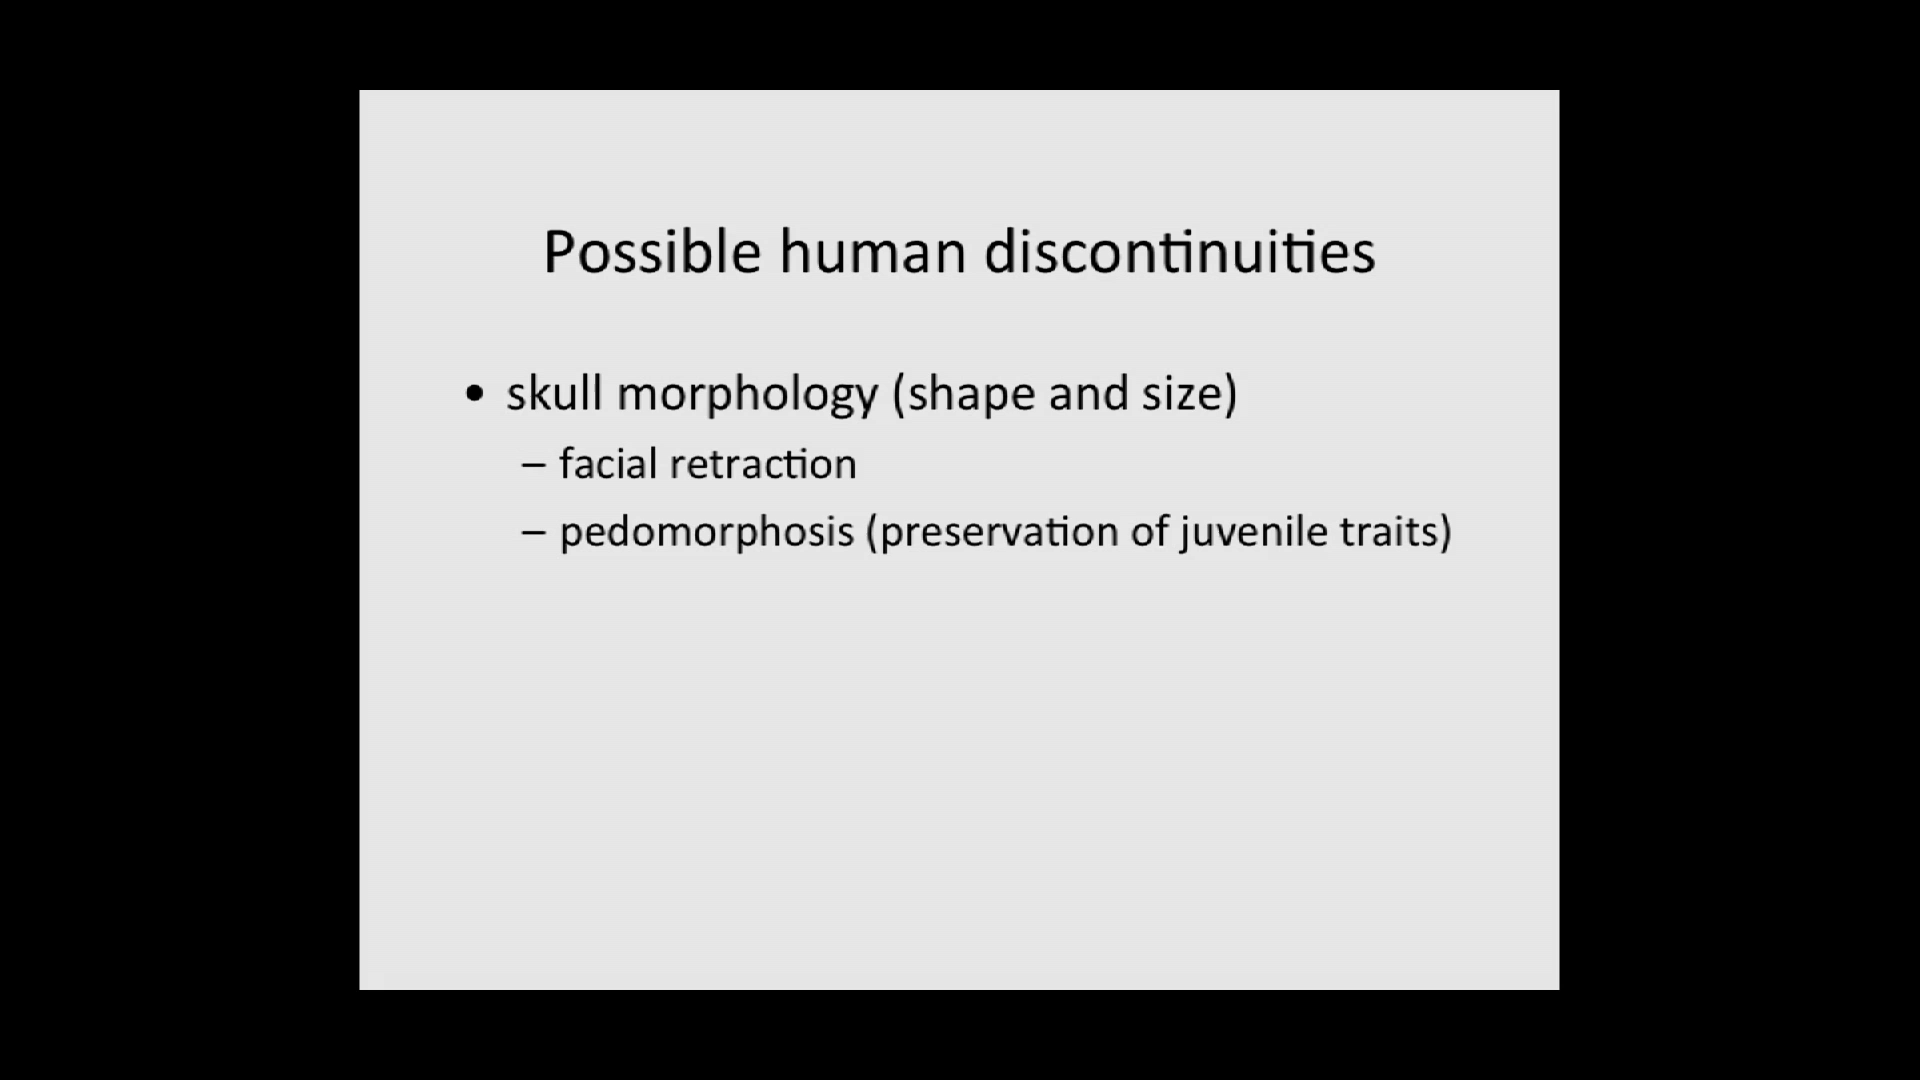 Possible human discontinuities
• skull morphology (shape and size)
– facial retraction
– pedomorphosis (preservation of juvenile traits)